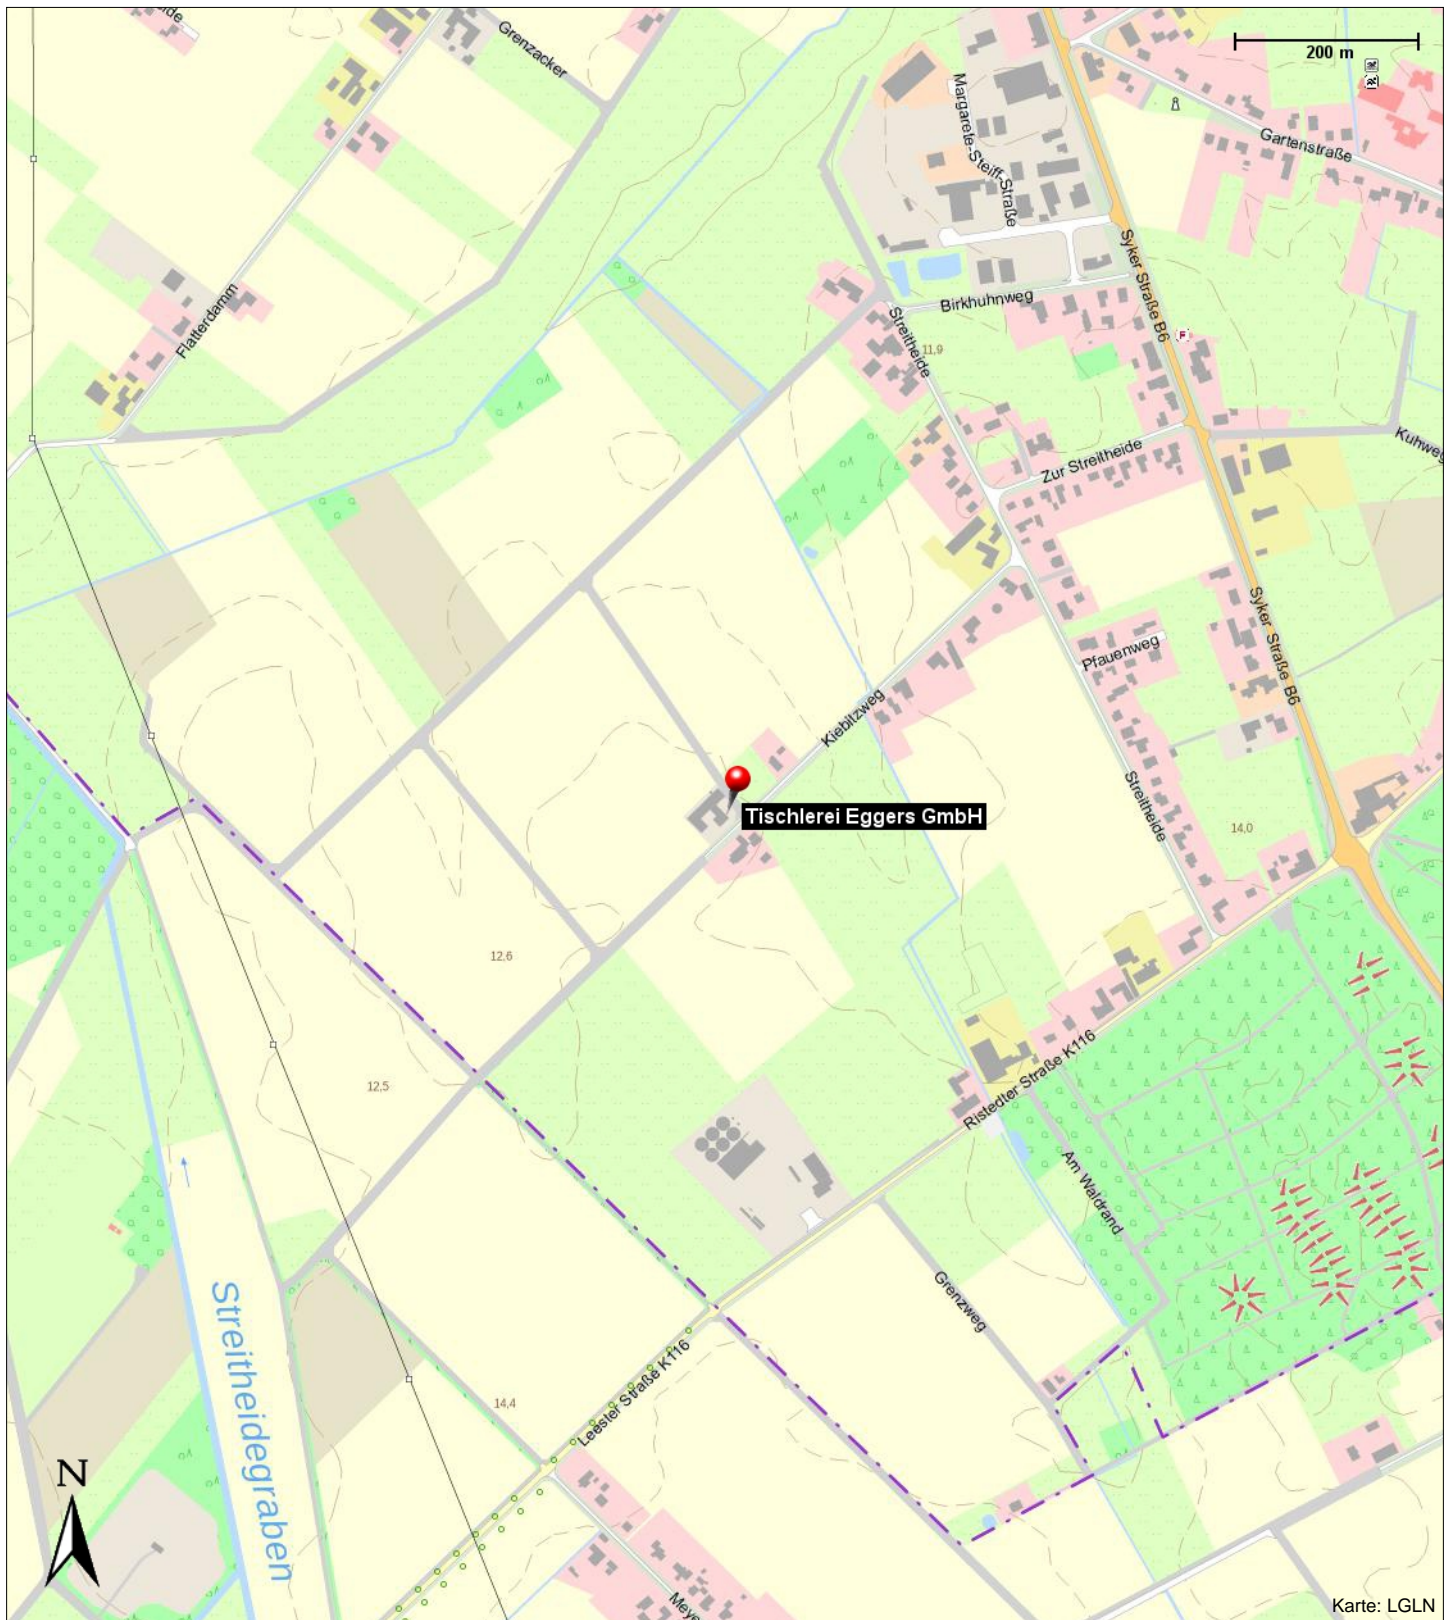 Grenzacker
200 m
Margarete-Steiff-Straße
Gartenstraße
Syker Straße B6
Flatterdamm
Birkhuhnweg
Streitheide
11,9
F
Zur Streitheide
Kuhweg
Syker Straße B6
Pfauenweg
Kiebitzweg
Streitheide
Tischlerei Eggers GmbH
14,0
12,6
12,5
Ristedter Straße K116
Am Waldrand
Grenzweg
Streitheidegraben
Leester Straße K116
14,4
N
Karte: LGLN